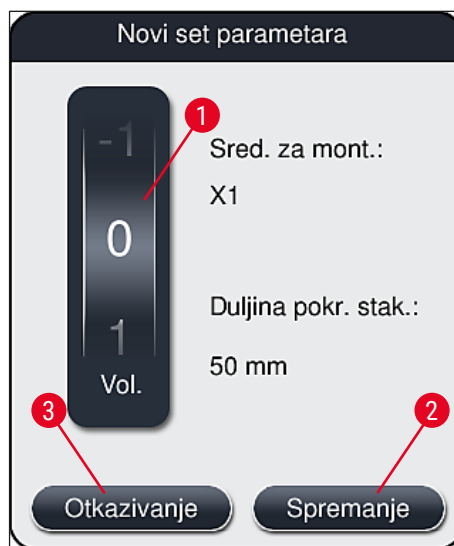 Novi set parametara
-1
0
1
Vol.
1
Sred. za mont.:
X1
Duljina pokr. stak.:
50 mm
3
2
Otkazivanje
Spremanje